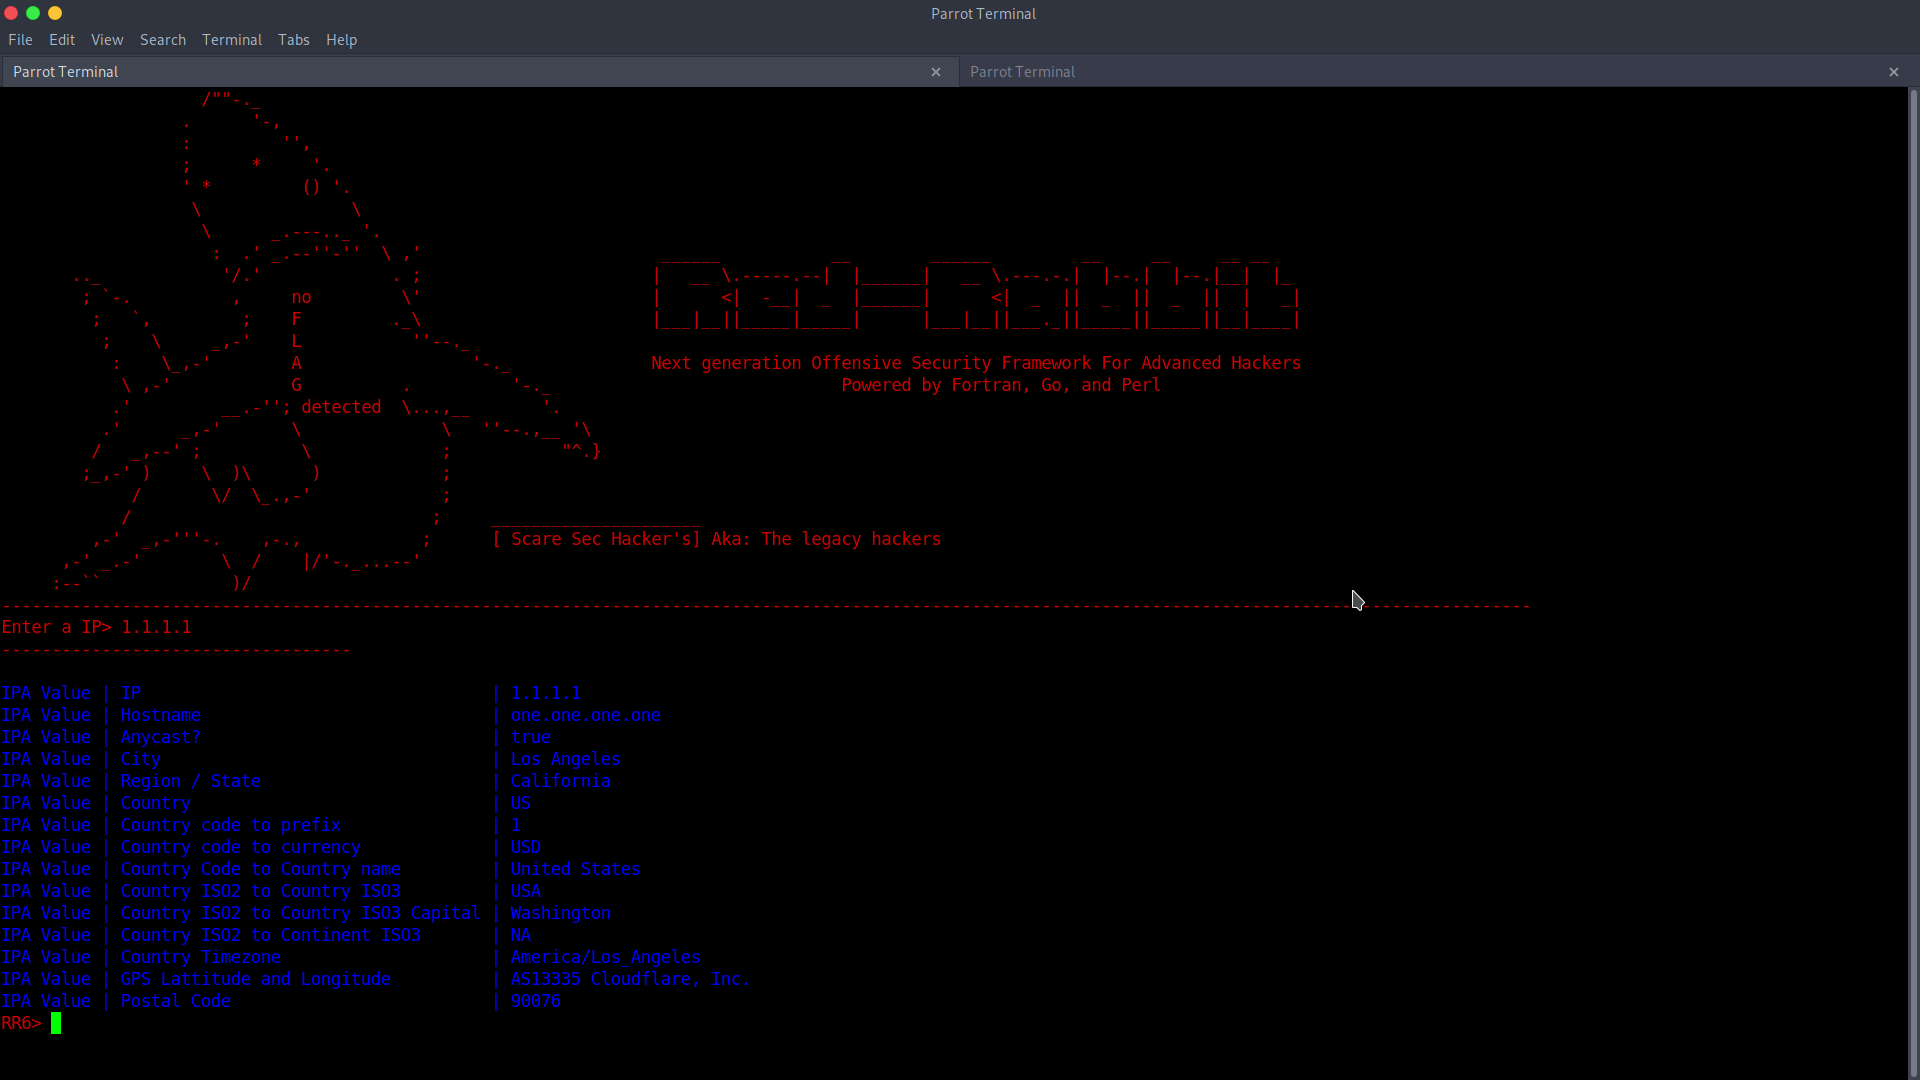 Parrot Terminal
File Edit View Search Terminal Tabs Help
Parrot Terminal × Parrot Terminal ×
no
F
L
A
G
detected
Red-Rabbit
Next generation Offensive Security Framework For Advanced Hackers
Powered by Fortran, Go, and Perl
[ Scare Sec Hacker's] Aka: The legacy hackers
Enter a IP> 1.1.1.1
IPA Value | IP | 1.1.1.1
IPA Value | Hostname | one.one.one.one
IPA Value | Anycast? | true
IPA Value | City | Los Angeles
IPA Value | Region / State | California
IPA Value | Country | US
IPA Value | Country code to prefix | 1
IPA Value | Country code to currency | USD
IPA Value | Country Code to Country name | United States
IPA Value | Country ISO2 to Country ISO3 | USA
IPA Value | Country ISO2 to Country ISO3 Capital | Washington
IPA Value | Country ISO2 to Continent ISO3 | NA
IPA Value | Country Timezone | America/Los_Angeles
IPA Value | GPS Lattitude and Longitude | AS13335 Cloudflare, Inc.
IPA Value | Postal Code | 90076
RR6>